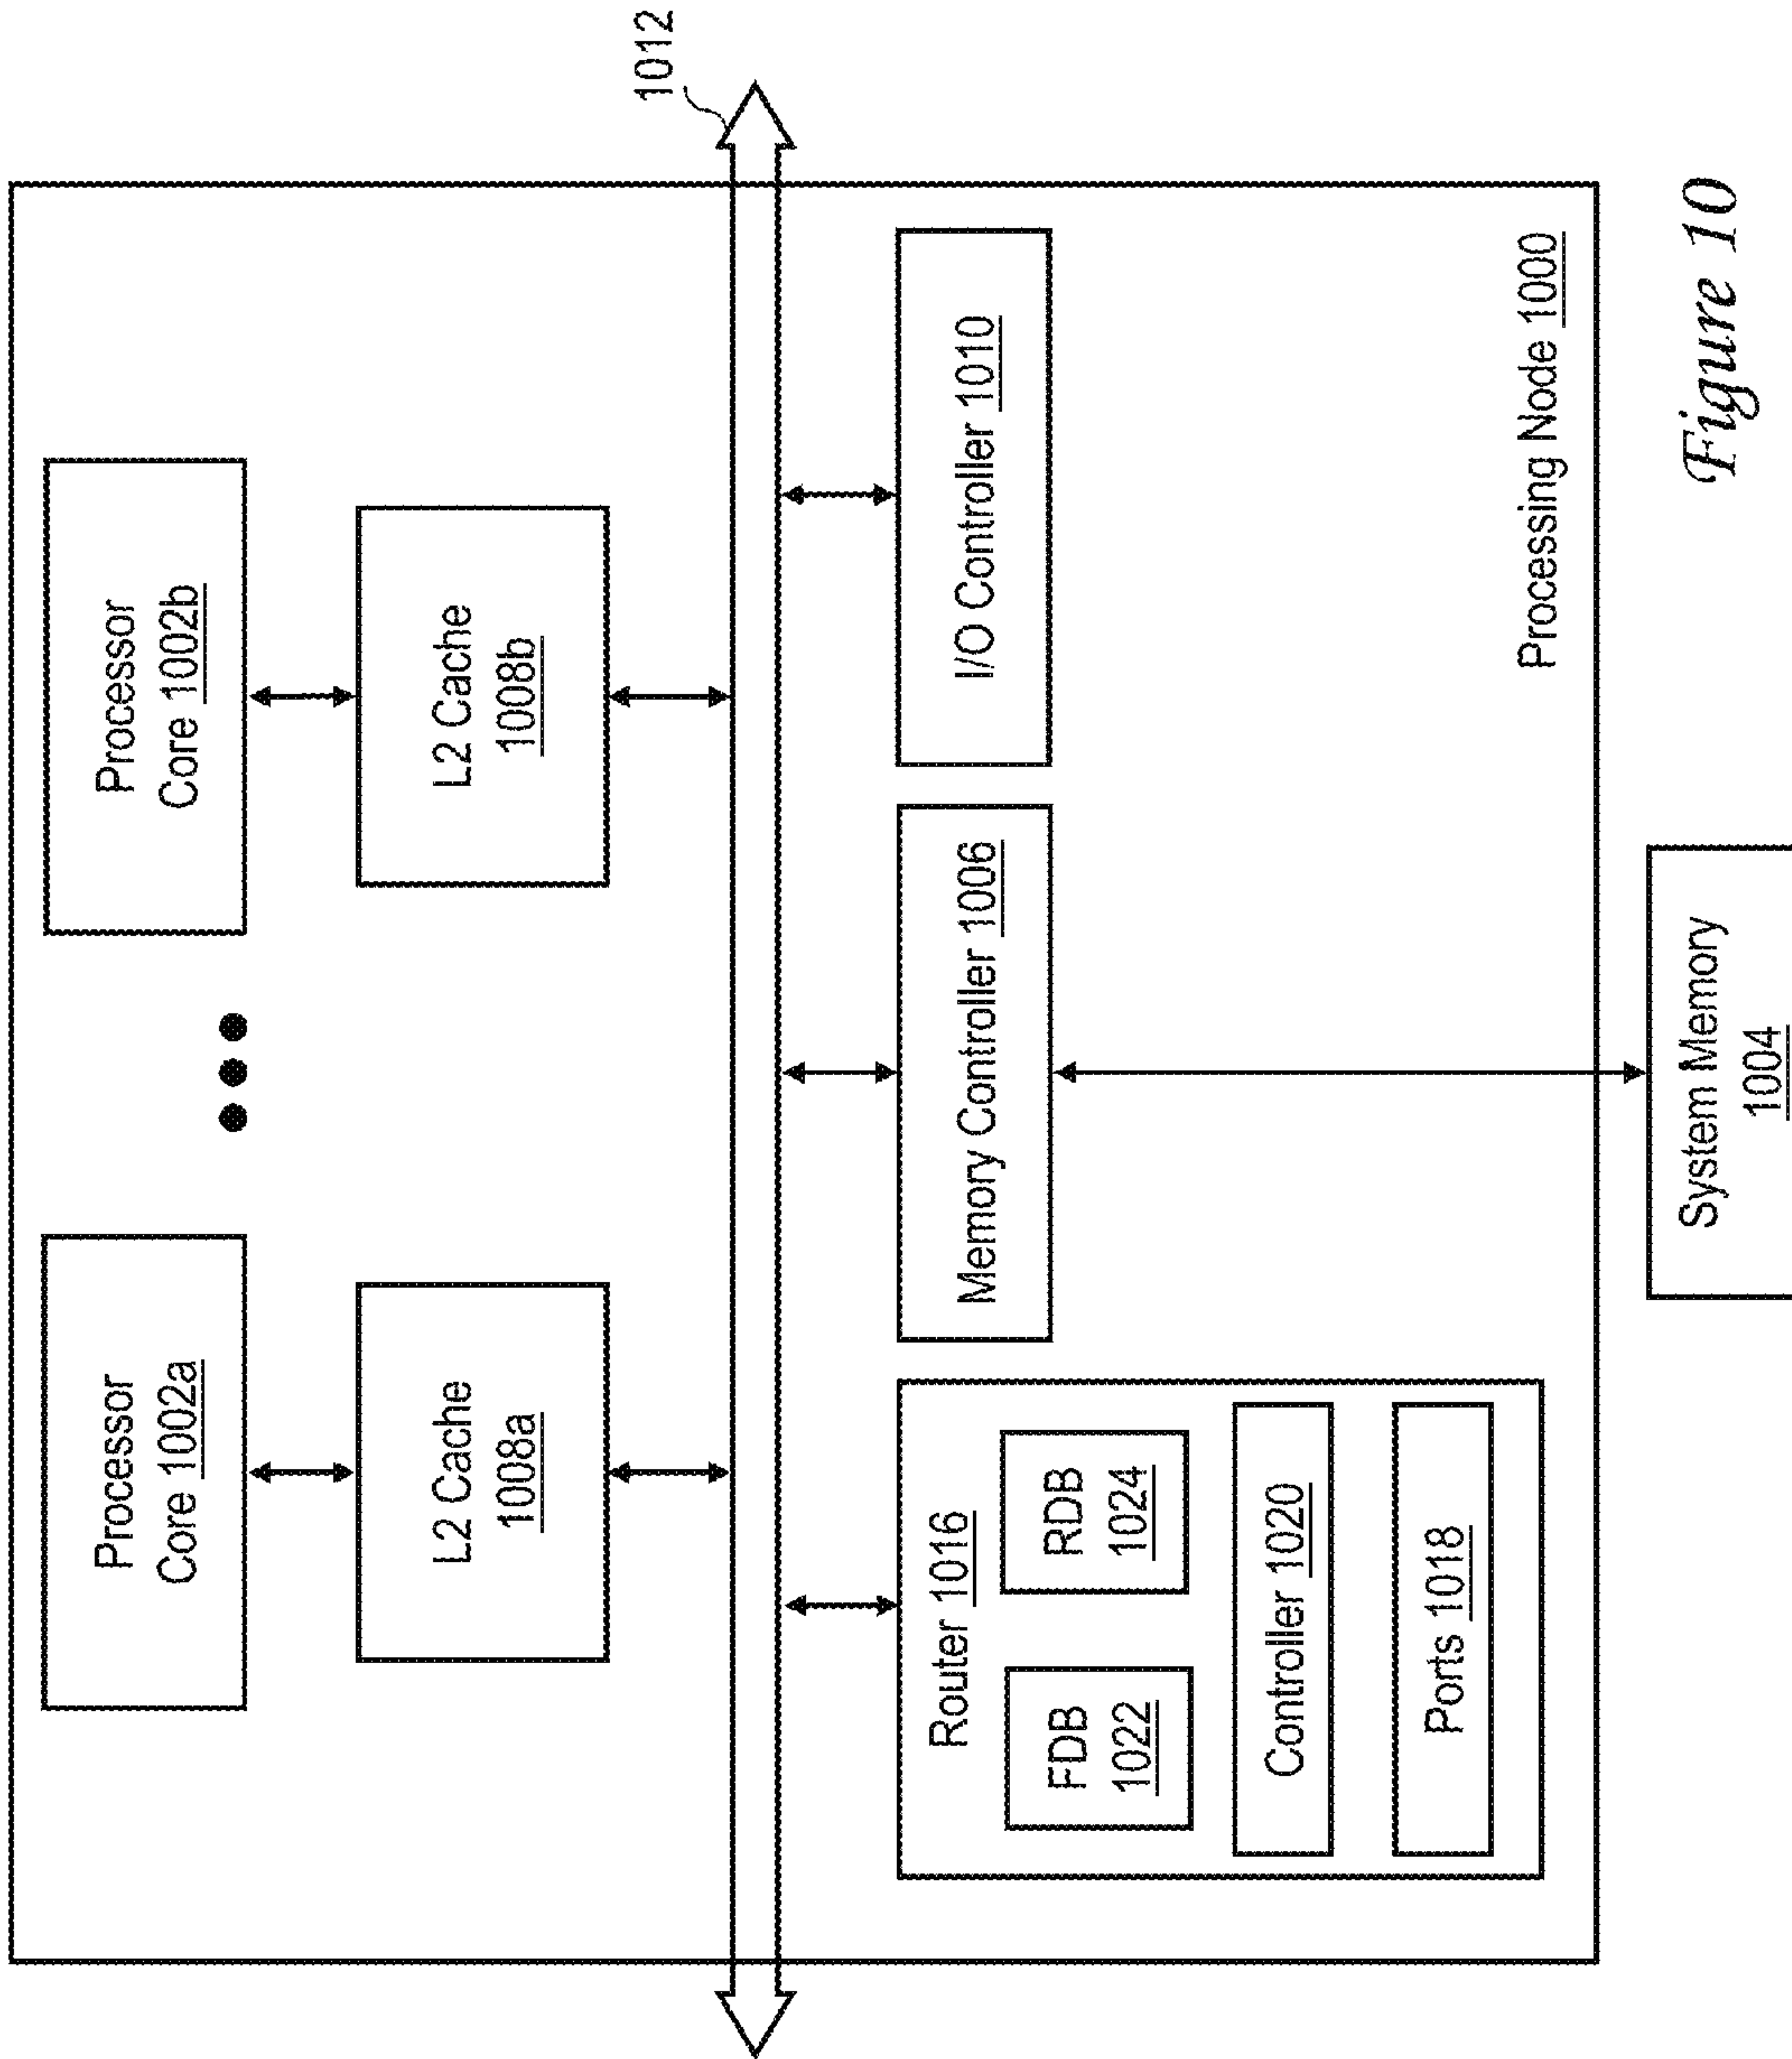 Processor
Core 1002a
Processor
Core 1002b
L2 Cache
1008a
L2 Cache
1008b
1012
Router 1016
FDB
1022
RDB
1024
Controller 1020
Ports 1018
Memory Controller 1006
I/O Controller 1010
Processing Node 1000
System Memory
1004
Figure 10